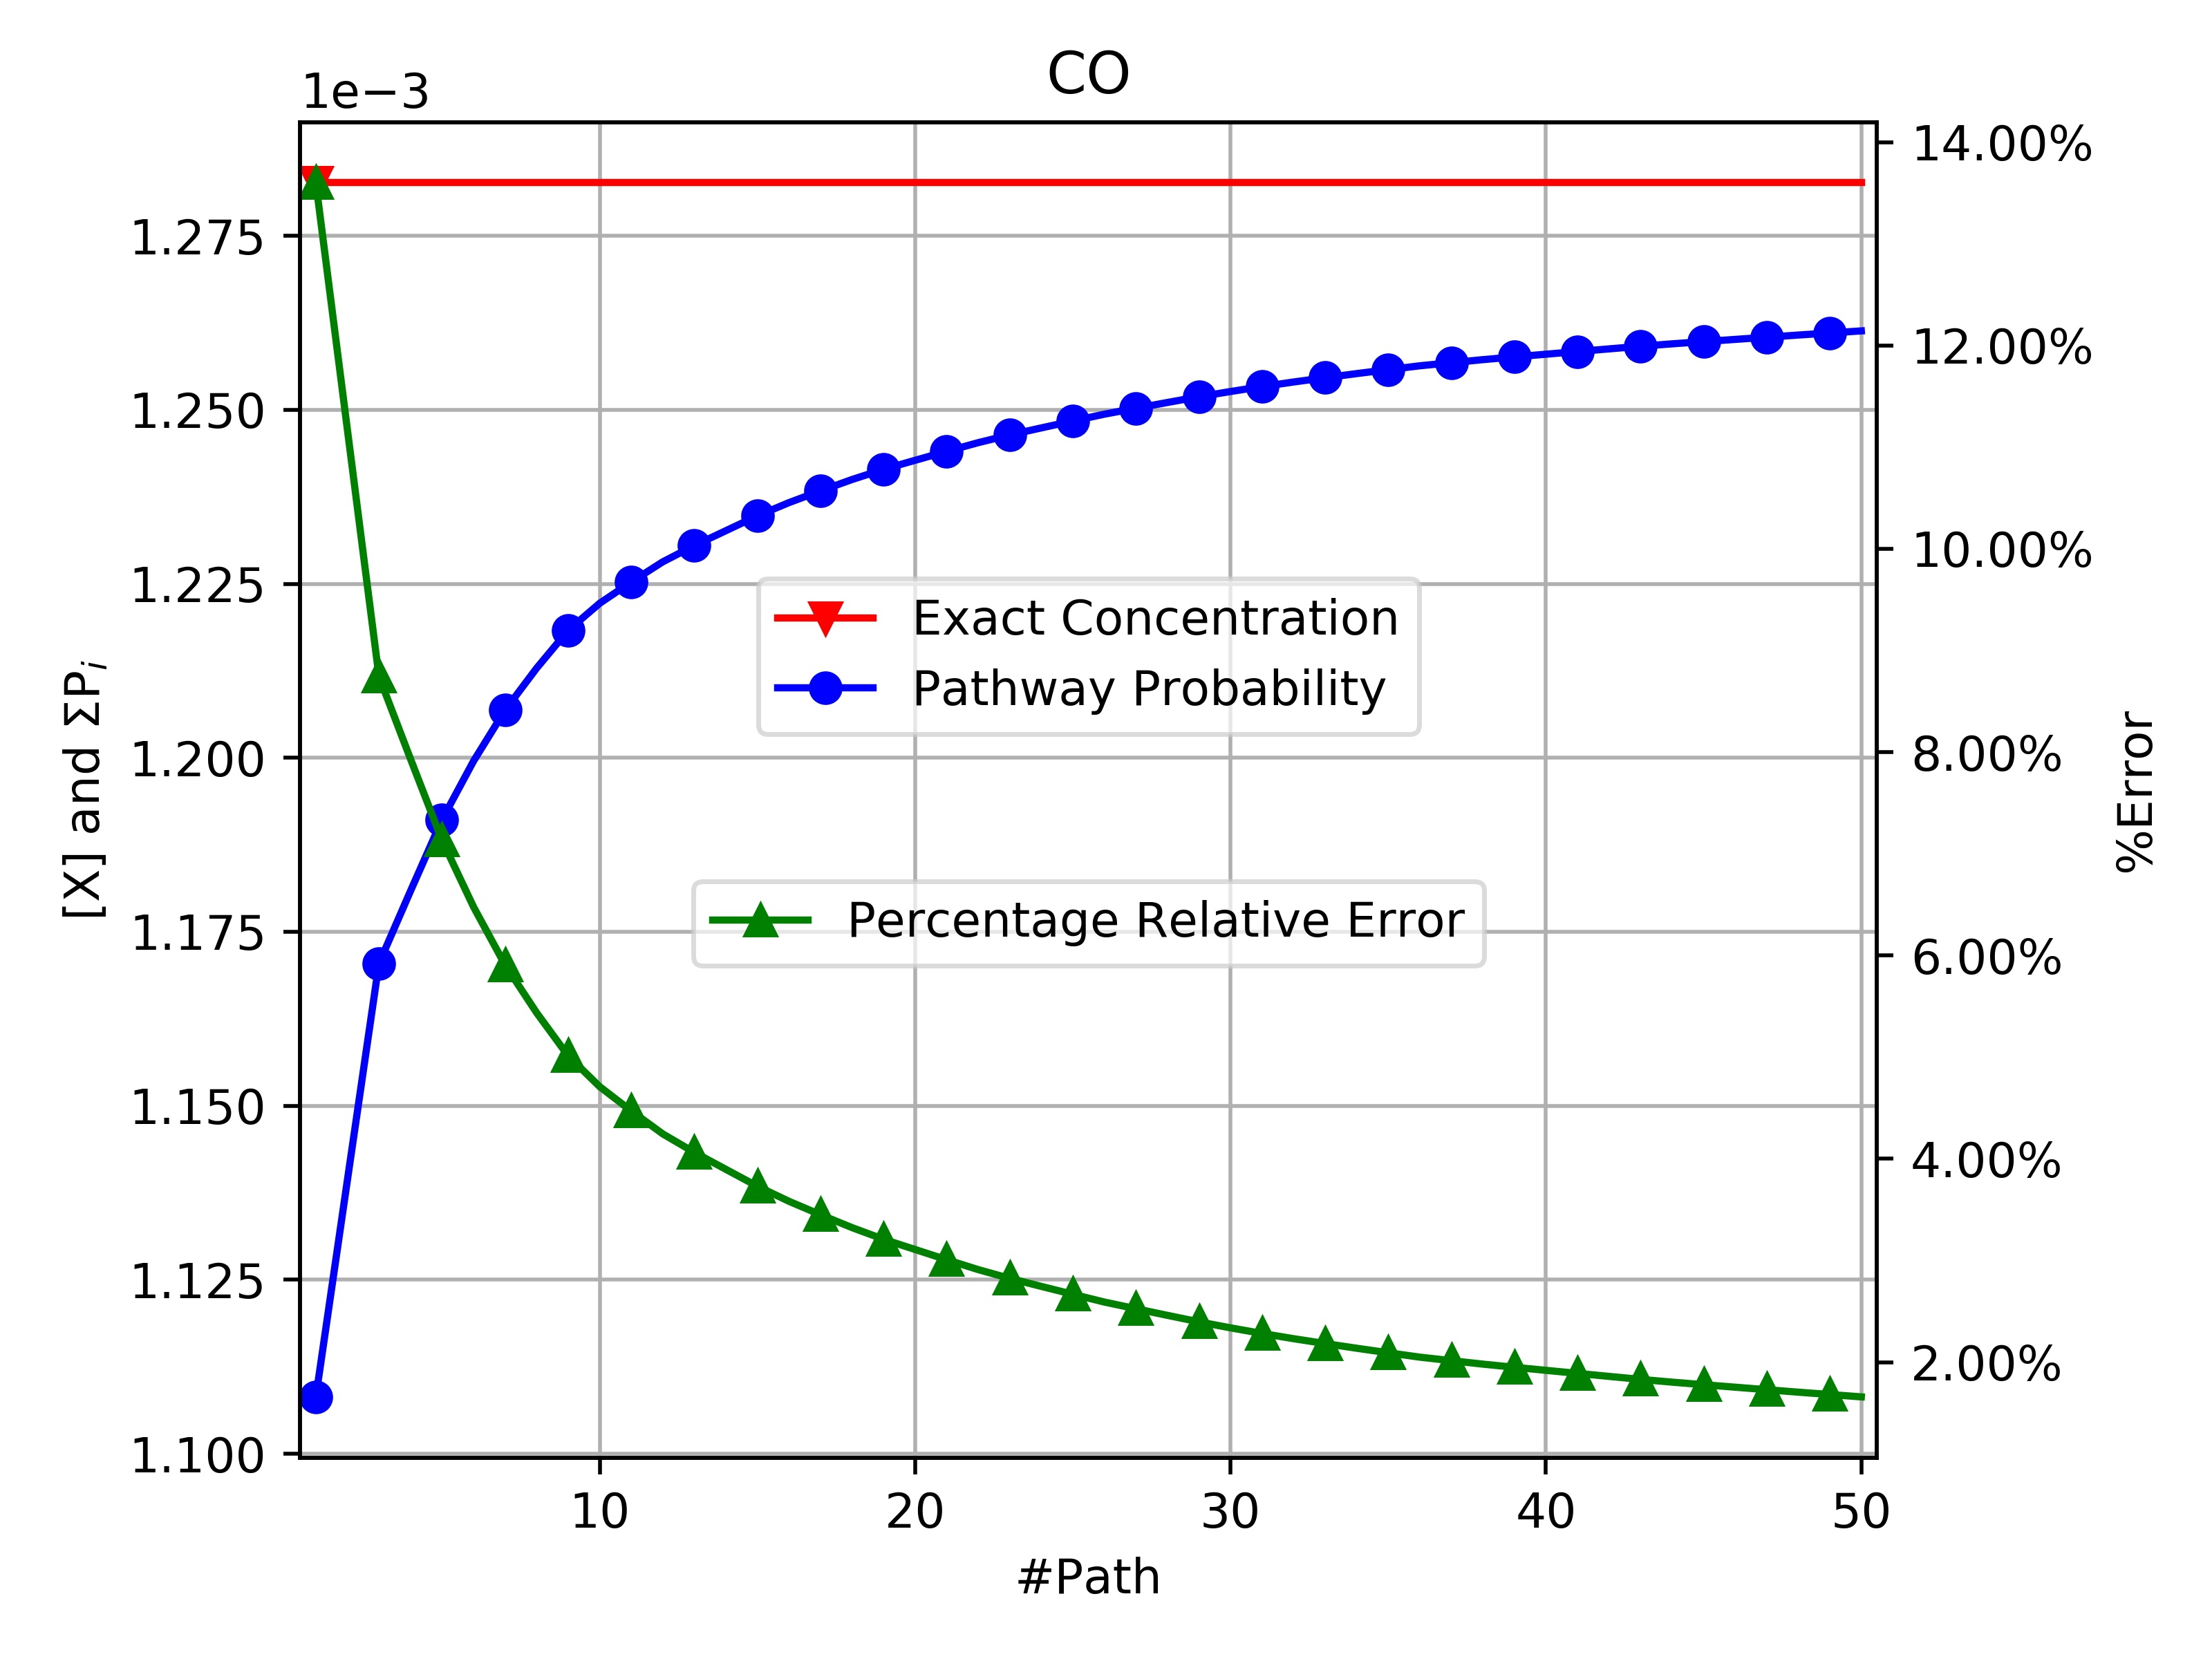 CO
1e−3
1.275
1.250
1.225
1.200
1.175
1.150
1.125
1.100
[X] and ΣPi
14.00%
12.00%
10.00%
8.00%
6.00%
4.00%
2.00%
%Error
Exact Concentration
Pathway Probability
Percentage Relative Error
10 20 30 40 50
#Path